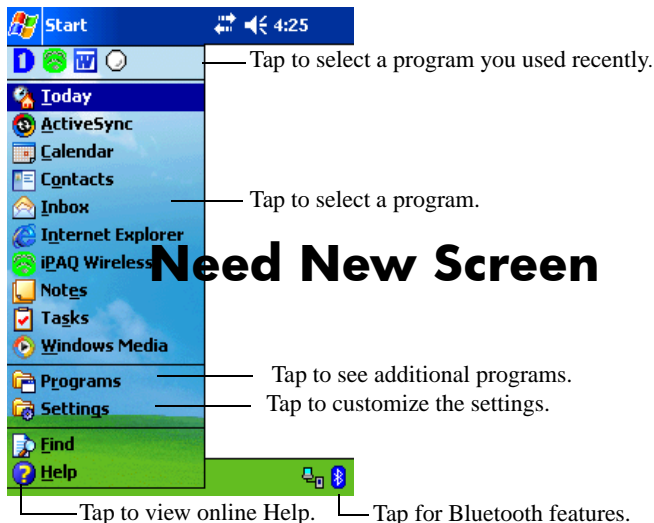 Start 4:25
1 W
Tap to select a program you used recently.
Today
ActiveSync
Calendar
Contacts
Inbox
Tap to select a program.
Internet Explorer
iPAQ Wireless
Need New Screen
Notes
Tasks
Windows Media
Programs
Tap to see additional programs.
Settings
Tap to customize the settings.
Find
Help
Tap to view online Help.
Tap for Bluetooth features.